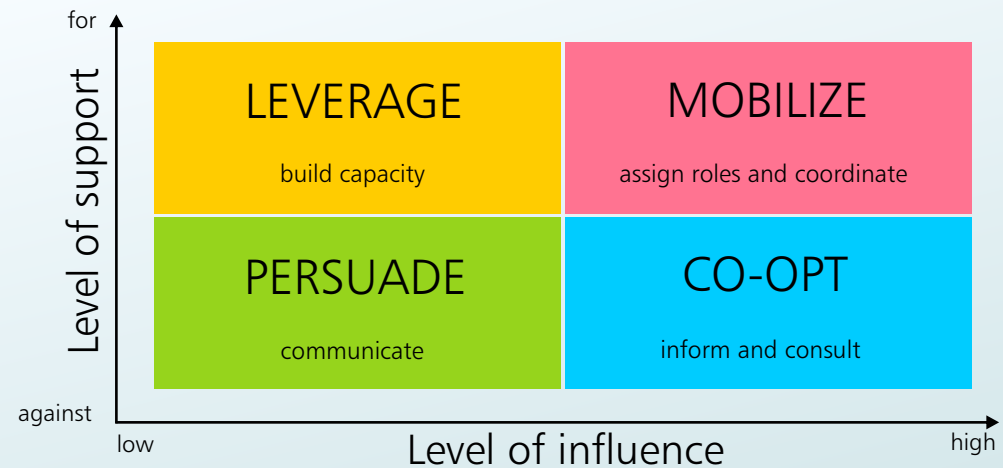 for
Level of support
LEVERAGE
build capacity
MOBILIZE
assign roles and coordinate
PERSUADE
communicate
CO-OPT
inform and consult
against
low
Level of influence
high